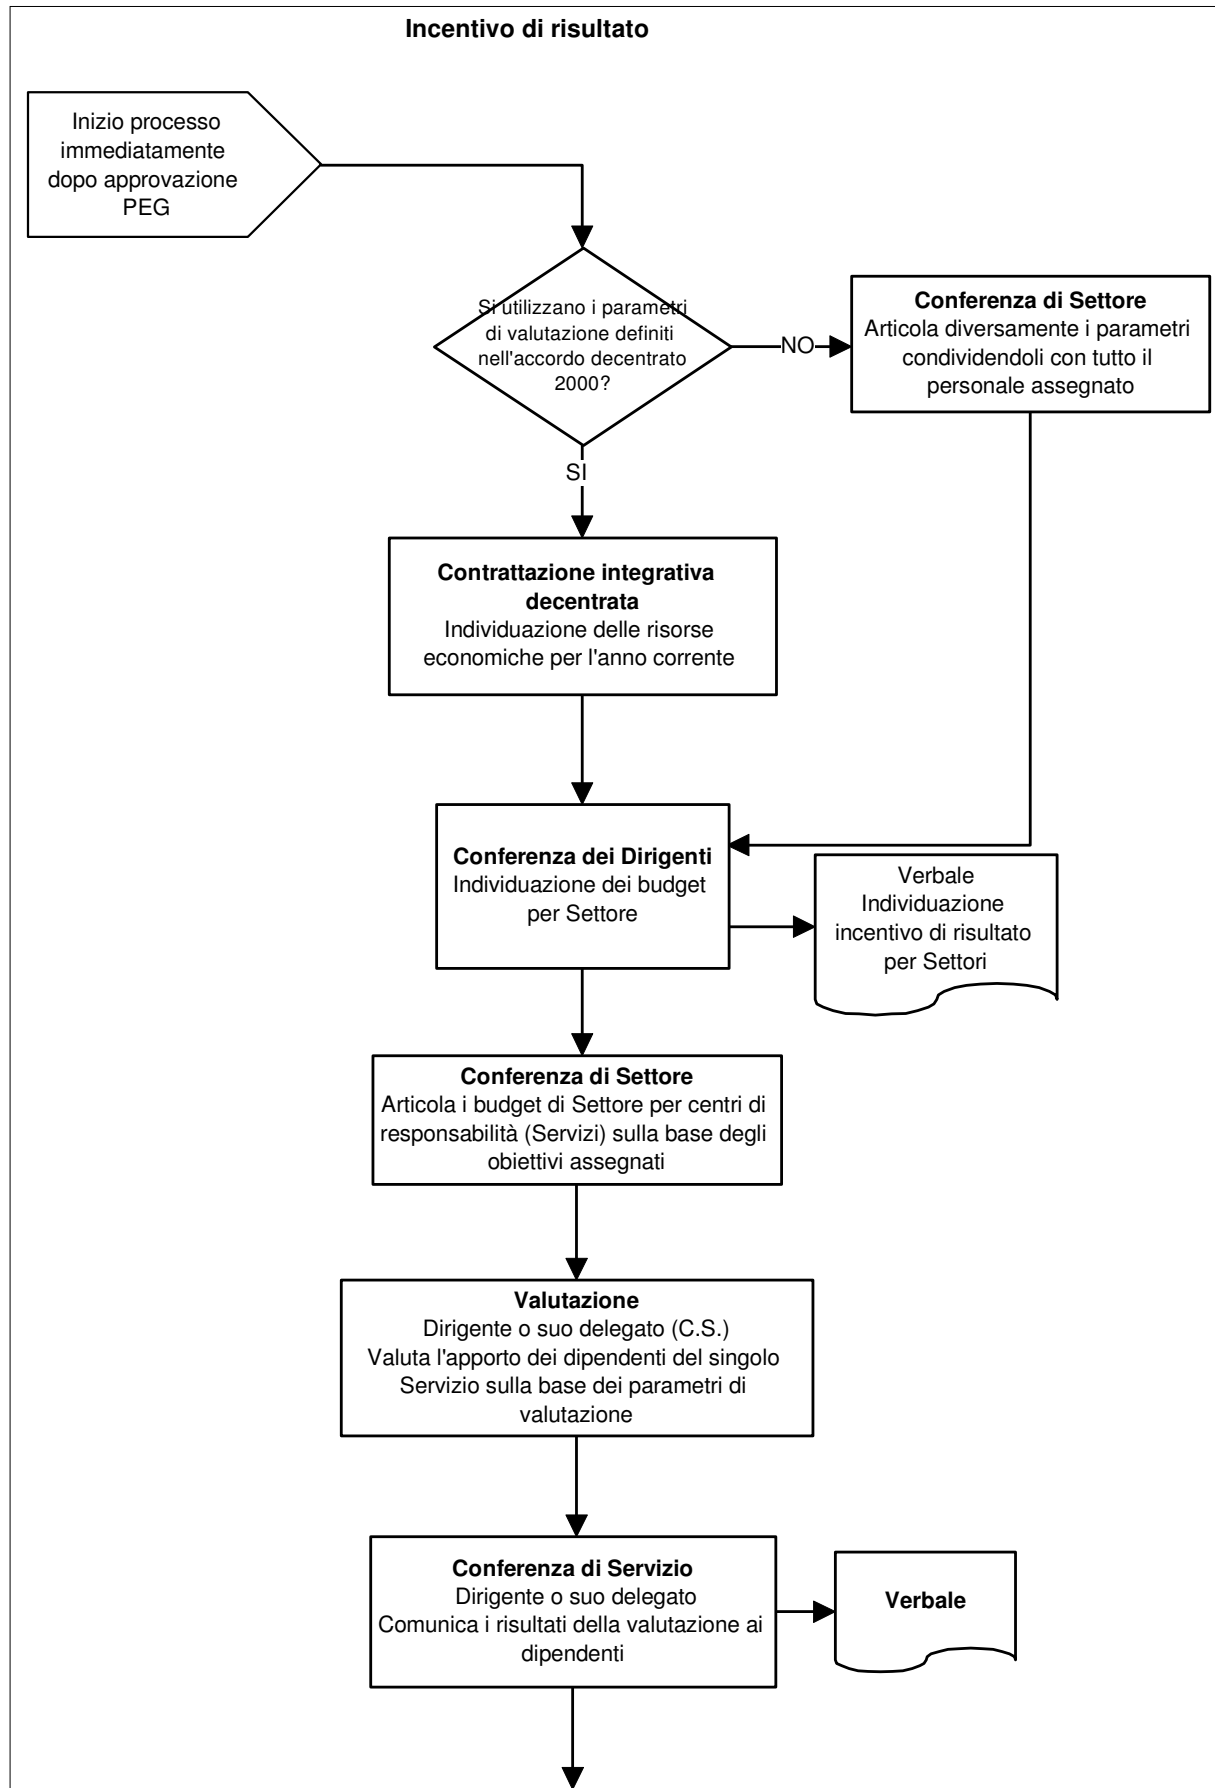 Incentivo di risultato
Inizio processo
immediatamente
dopo approvazione
PEG
Si utilizzano i parametri
di valutazione definiti
nell'accordo decentrato
2000?
NO
Conferenza di Settore
Articola diversamente i parametri
condividendoli con tutto il
personale assegnato
SI
Contrattazione integrativa
decentrata
Individuazione delle risorse
economiche per l'anno corrente
Conferenza dei Dirigenti
Individuazione dei budget
per Settore
Verbale
Individuazione
incentivo di risultato
per Settori
Conferenza di Settore
Articola i budget di Settore per centri di
responsabilità (Servizi) sulla base degli
obiettivi assegnati
Valutazione
Dirigente o suo delegato (C.S.)
Valuta l'apporto dei dipendenti del singolo
Servizio sulla base dei parametri di
valutazione
Conferenza di Servizio
Dirigente o suo delegato
Comunica i risultati della valutazione ai
dipendenti
Verbale